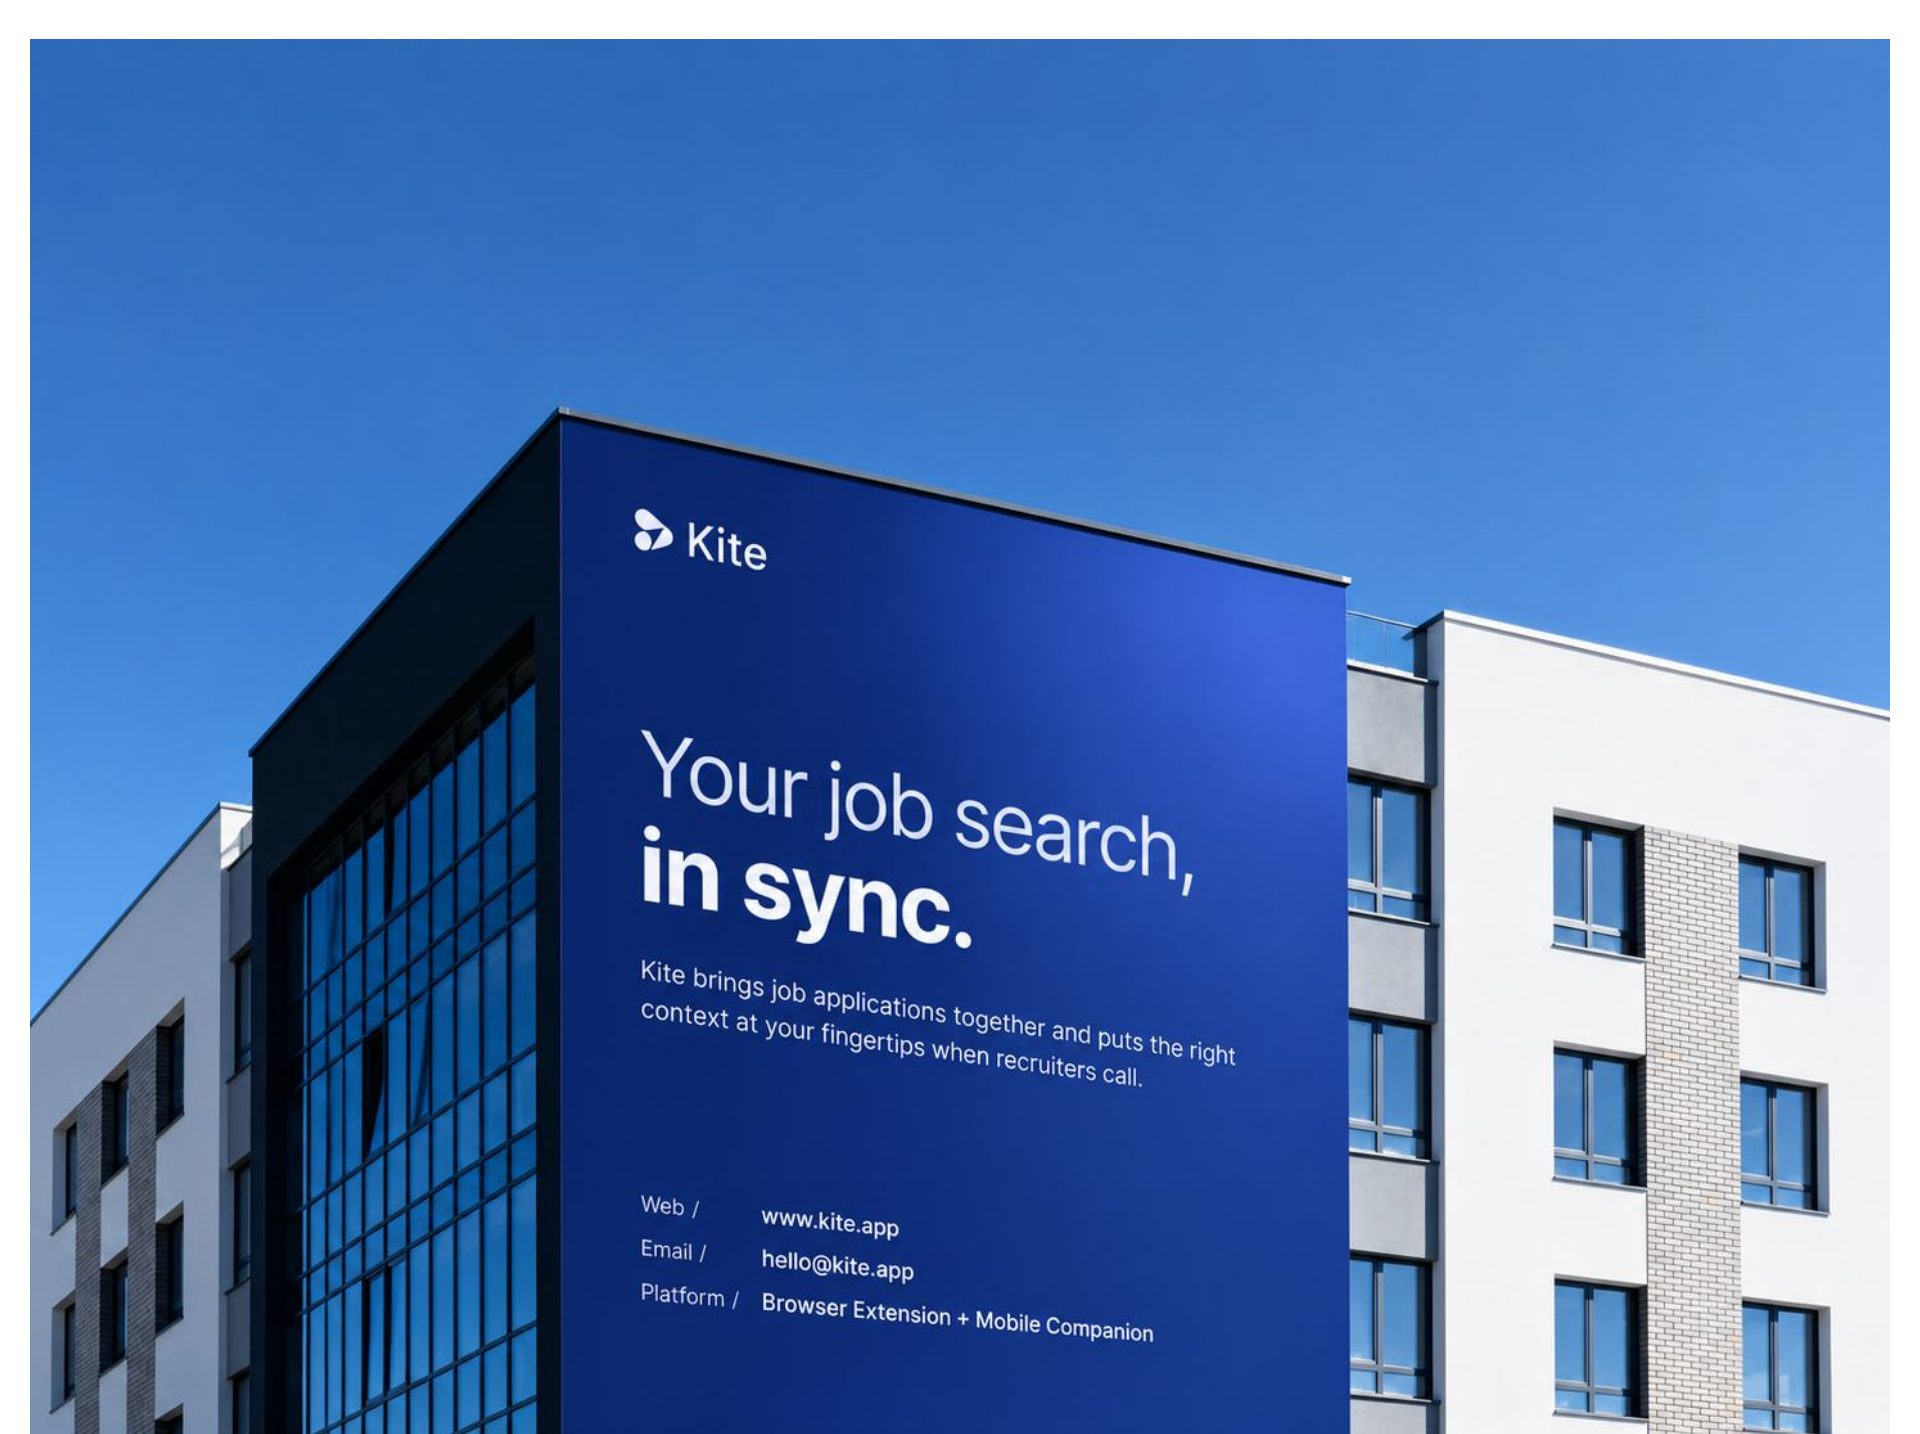 Kite
Your job search,
in sync.
Kite brings job applications together and puts the right
context at your fingertips when recruiters call.
Web / www.kite.app
Email / hello@kite.app
Platform / Browser Extension + Mobile Companion